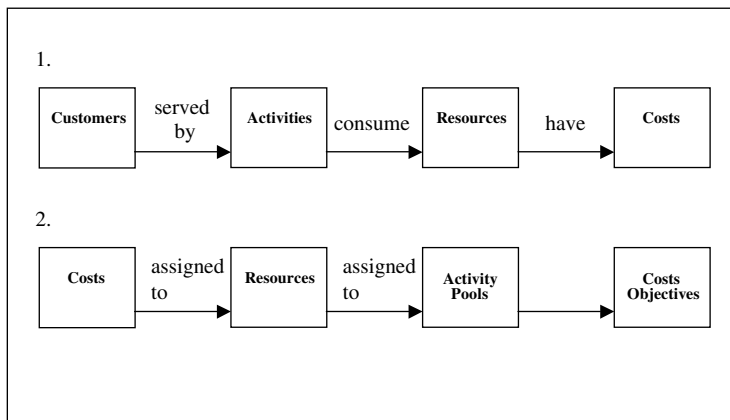 1.
Customers
served
by
Activities
consume
Resources
have
Costs
2.
Costs
assigned
to
Resources
assigned
to
Activity
Pools
Costs
Objectives